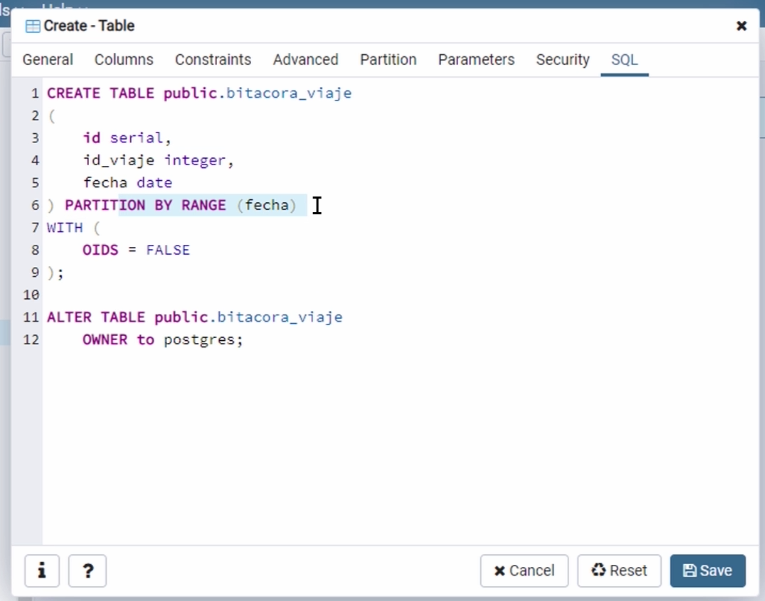 Create - Table
General Columns Constraints Advanced Partition Parameters Security SQL
1 CREATE TABLE public.bitacora_viaje
2 (
3 id serial,
4 id_viaje integer,
5 fecha date
6 ) PARTITION BY RANGE (fecha)
7 WITH (
8 OIDS = FALSE
9 );
10
11 ALTER TABLE public.bitacora_viaje
12 OWNER to postgres;
i ? Cancel Reset Save